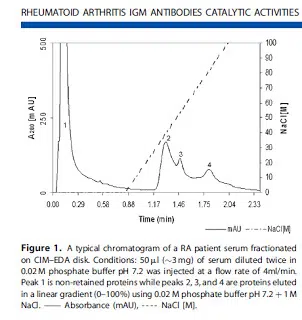 RHEUMATOID ARTHRITIS IGM ANTIBODIES CATALYTIC ACTIVITIES
500
250
0
A280 [m AU]
100
90
80
70
60
50
40
30
20
10
0
NaCl[M]
1
2
3
4
0.00 0.29 0.58 0.88 1.17 1.46 1.75 2.04 2.33
Time (min)
mAU NaCl[M]
Figure 1. A typical chromatogram of a RA patient serum fractionated
on CIM–EDA disk. Conditions: 50 µl (~3 mg) of serum diluted twice in
0.02 M phosphate buffer pH 7.2 was injected at a flow rate of 4ml/min.
Peak 1 is non-retained proteins while peaks 2, 3, and 4 are proteins eluted
in a linear gradient (0–100%) using 0.02 M phosphate buffer pH 7.2 + 1 M
NaCl. —— Absorbance (mAU), ---- NaCl [M].